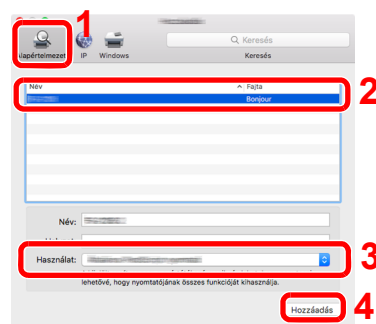 1
Alapértelmezett IP Windows
Keresés
Keresés
Név Fajta
Bonjour
2
Név:
Használat:
3
lehetővé, hogy nyomtatójának összes funkcióját kihasználja.
Hozzáadás
4